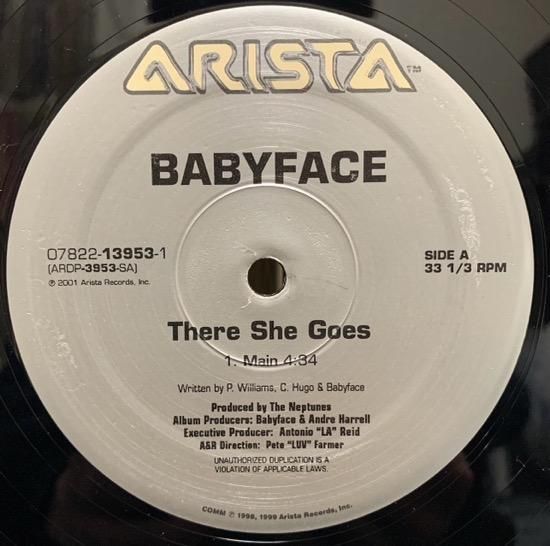 ARISTA™
BABYFACE
07822-13953-1
(ARDP-3953-SA)
℗ 2001 Arista Records, Inc.
SIDE A
33 1/3 RPM
There She Goes
1. Main 4:34
Written by P. Williams, C. Hugo & Babyface
Produced by The Neptunes
Album Producers: Babyface & Andre Harrell
Executive Producer: Antonio "LA" Reid
A&R Direction: Pete "LUV" Farmer
UNAUTHORIZED DUPLICATION IS A
VIOLATION OF APPLICABLE LAWS.
COMM ℗ 1998, 1999 Arista Records, Inc.